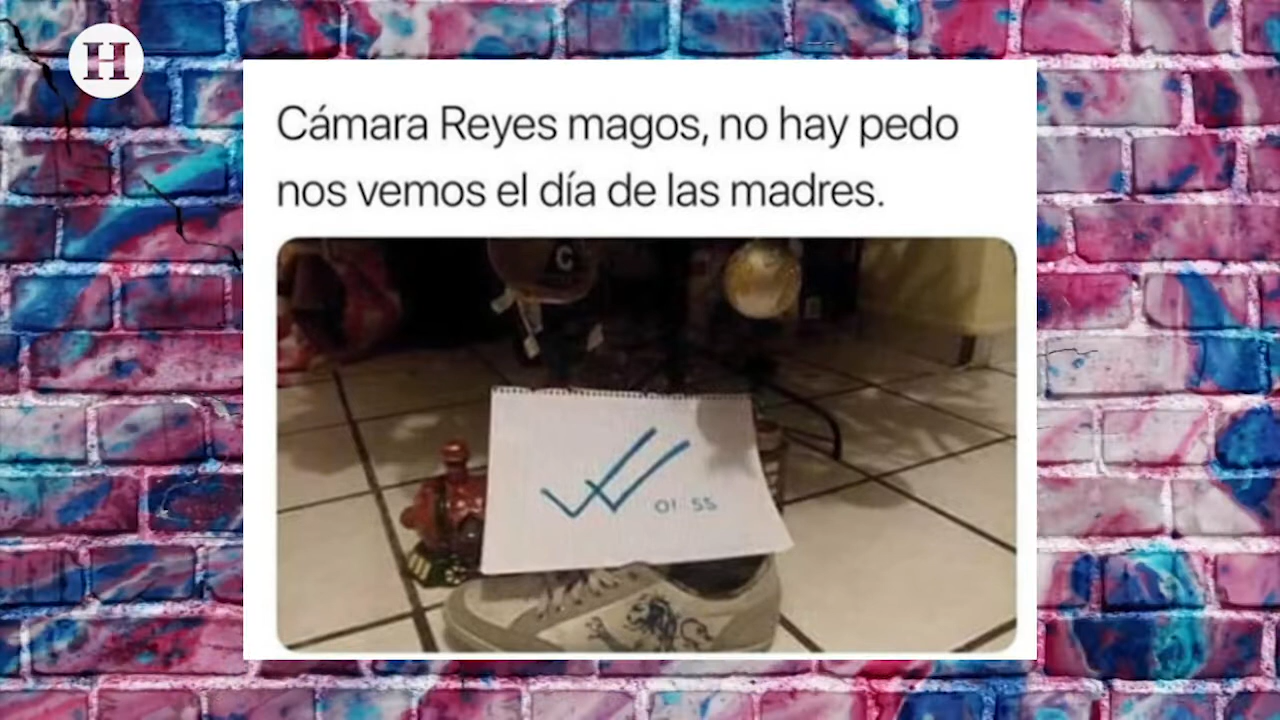 H
Cámara Reyes magos, no hay pedo
nos vemos el día de las madres.
C
01 55